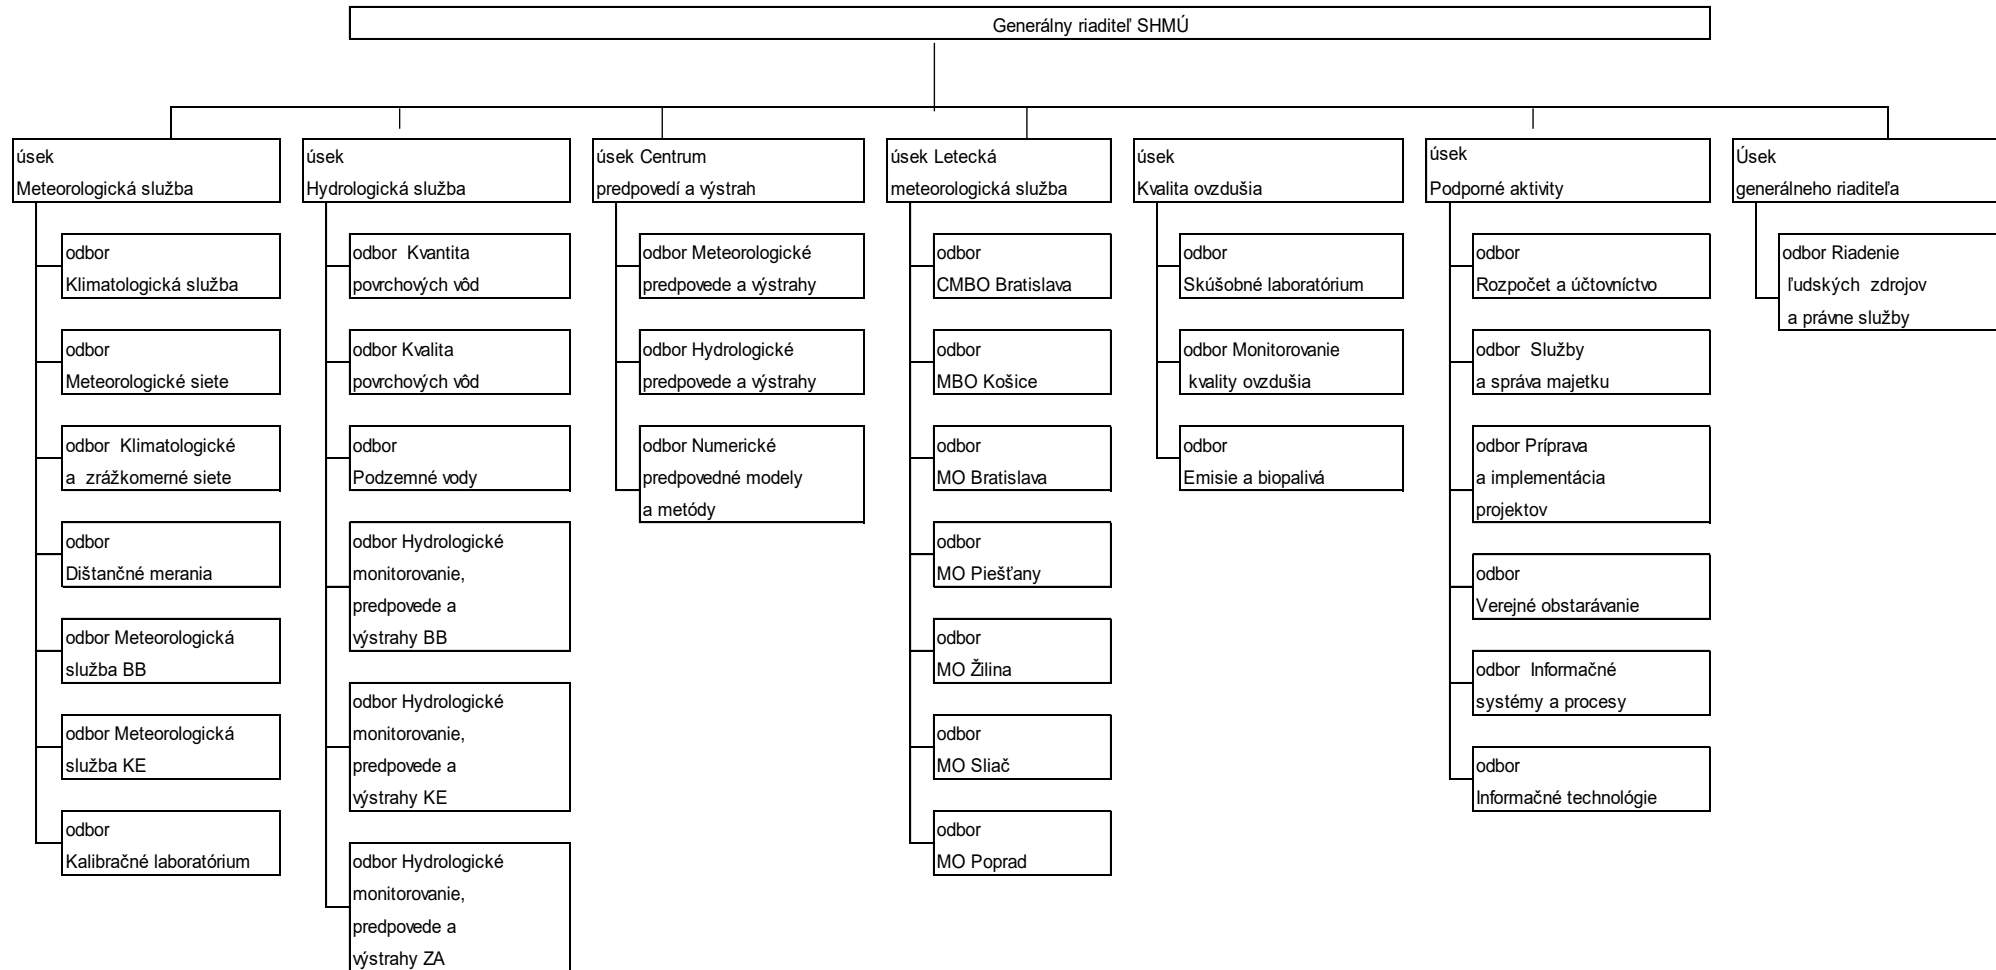 Generálny riaditeľ SHMÚ
úsek
Meteorologická služba
odbor
Klimatologická služba
odbor
Meteorologické siete
odbor  Klimatologické
a  zrážkomerné siete
odbor
Dištančné merania
odbor Meteorologická
služba BB
odbor Meteorologická
služba KE
odbor
Kalibračné laboratórium
úsek
Hydrologická služba
odbor  Kvantita
povrchových vôd
odbor Kvalita
povrchových vôd
odbor
Podzemné vody
odbor Hydrologické
monitorovanie,
predpovede a
výstrahy BB
odbor Hydrologické
monitorovanie,
predpovede a
výstrahy KE
odbor Hydrologické
monitorovanie,
predpovede a
výstrahy ZA
úsek Centrum
predpovedí a výstrah
odbor Meteorologické
predpovede a výstrahy
odbor Hydrologické
predpovede a výstrahy
odbor Numerické
predpovedné modely
a metódy
úsek Letecká
meteorologická služba
odbor
CMBO Bratislava
odbor
MBO Košice
odbor
MO Bratislava
odbor
MO Piešťany
odbor
MO Žilina
odbor
MO Sliač
odbor
MO Poprad
úsek
Kvalita ovzdušia
odbor
Skúšobné laboratórium
odbor Monitorovanie
kvality ovzdušia
odbor
Emisie a biopalivá
úsek
Podporné aktivity
odbor
Rozpočet a účtovníctvo
odbor  Služby
a správa majetku
odbor Príprava
a implementácia
projektov
odbor
Verejné obstarávanie
odbor  Informačné
systémy a procesy
odbor
Informačné technológie
Úsek
generálneho riaditeľa
odbor Riadenie
ľudských  zdrojov
a právne služby